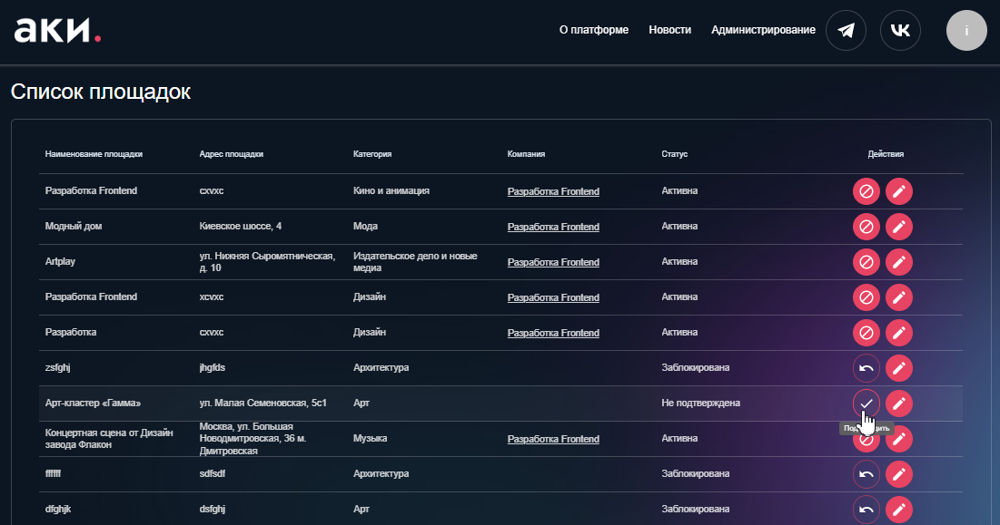 аки.
О платформе Новости Администрирование i
Список площадок
Наименование площадки Адрес площадки Категория Компания Статус Действия
Разработка Frontend cxvxc Кино и анимация Разработка Frontend Активна
Модный дом Киевское шоссе, 4 Мода Разработка Frontend Активна
Artplay ул. Нижняя Сыромятническая, д. 10 Издательское дело и новые медиа Разработка Frontend Активна
Разработка Frontend xcvxc Дизайн Разработка Frontend Активна
Разработка cxvxc Дизайн Разработка Frontend Активна
zsfghj jhgfds Архитектура Заблокирована
Арт-кластер «Гамма» ул. Малая Семеновская, 5с1 Арт Не подтверждена
Концертная сцена от Дизайн завода Флакон Москва, ул. Большая Новодмитровская, 36 м. Дмитровская Музыка Разработка Frontend Активна
ffffff sdfsdf Архитектура Заблокирована
dfghjk dsfghj Арт Заблокирована